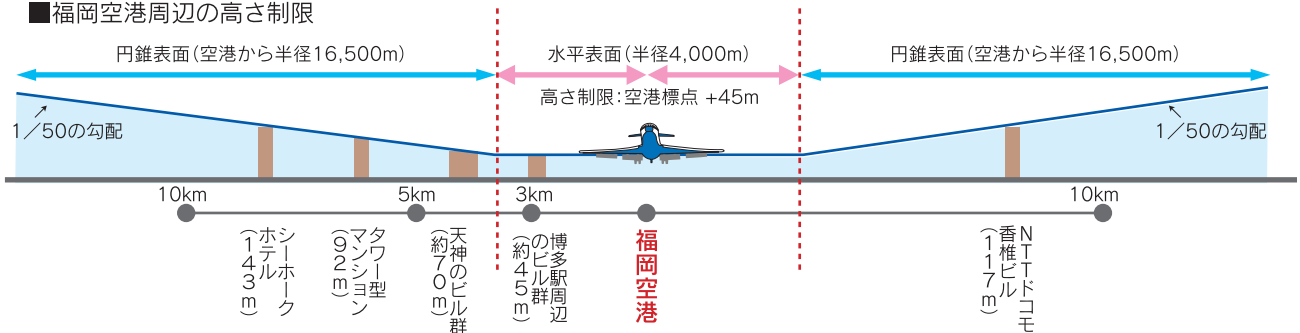 ■福岡空港周辺の高さ制限
円錐表面(空港から半径16,500m)
水平表面(半径4,000m)
円錐表面(空港から半径16,500m)
高さ制限:空港標点 +45m
1/50の勾配
1/50の勾配
10km
5km
3km
10km
シーホーク
ホテル
(143m)
タワー型
マンション
(92m)
天神のビル群
(約70m)
博多駅周辺
のビル群
(約45m)
福岡空港
NTTドコモ
香椎ビル
(117m)